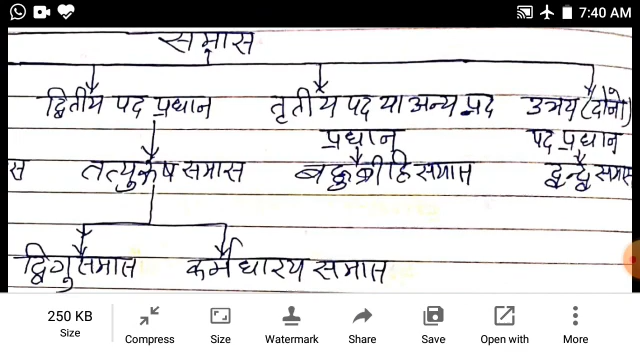 7:40 AM
समास
द्वितीय पद प्रधान
तृतीय पद या अन्य पद प्रधान
उभय (दोनो) पद प्रधान
स
तत्पुरुष समास
बहुब्रीहि समास
द्वन्द्व समास
द्विगु समास
कर्मधारय समास
250 KB
Size
Compress
Size
Watermark
Share
Save
Open with
More